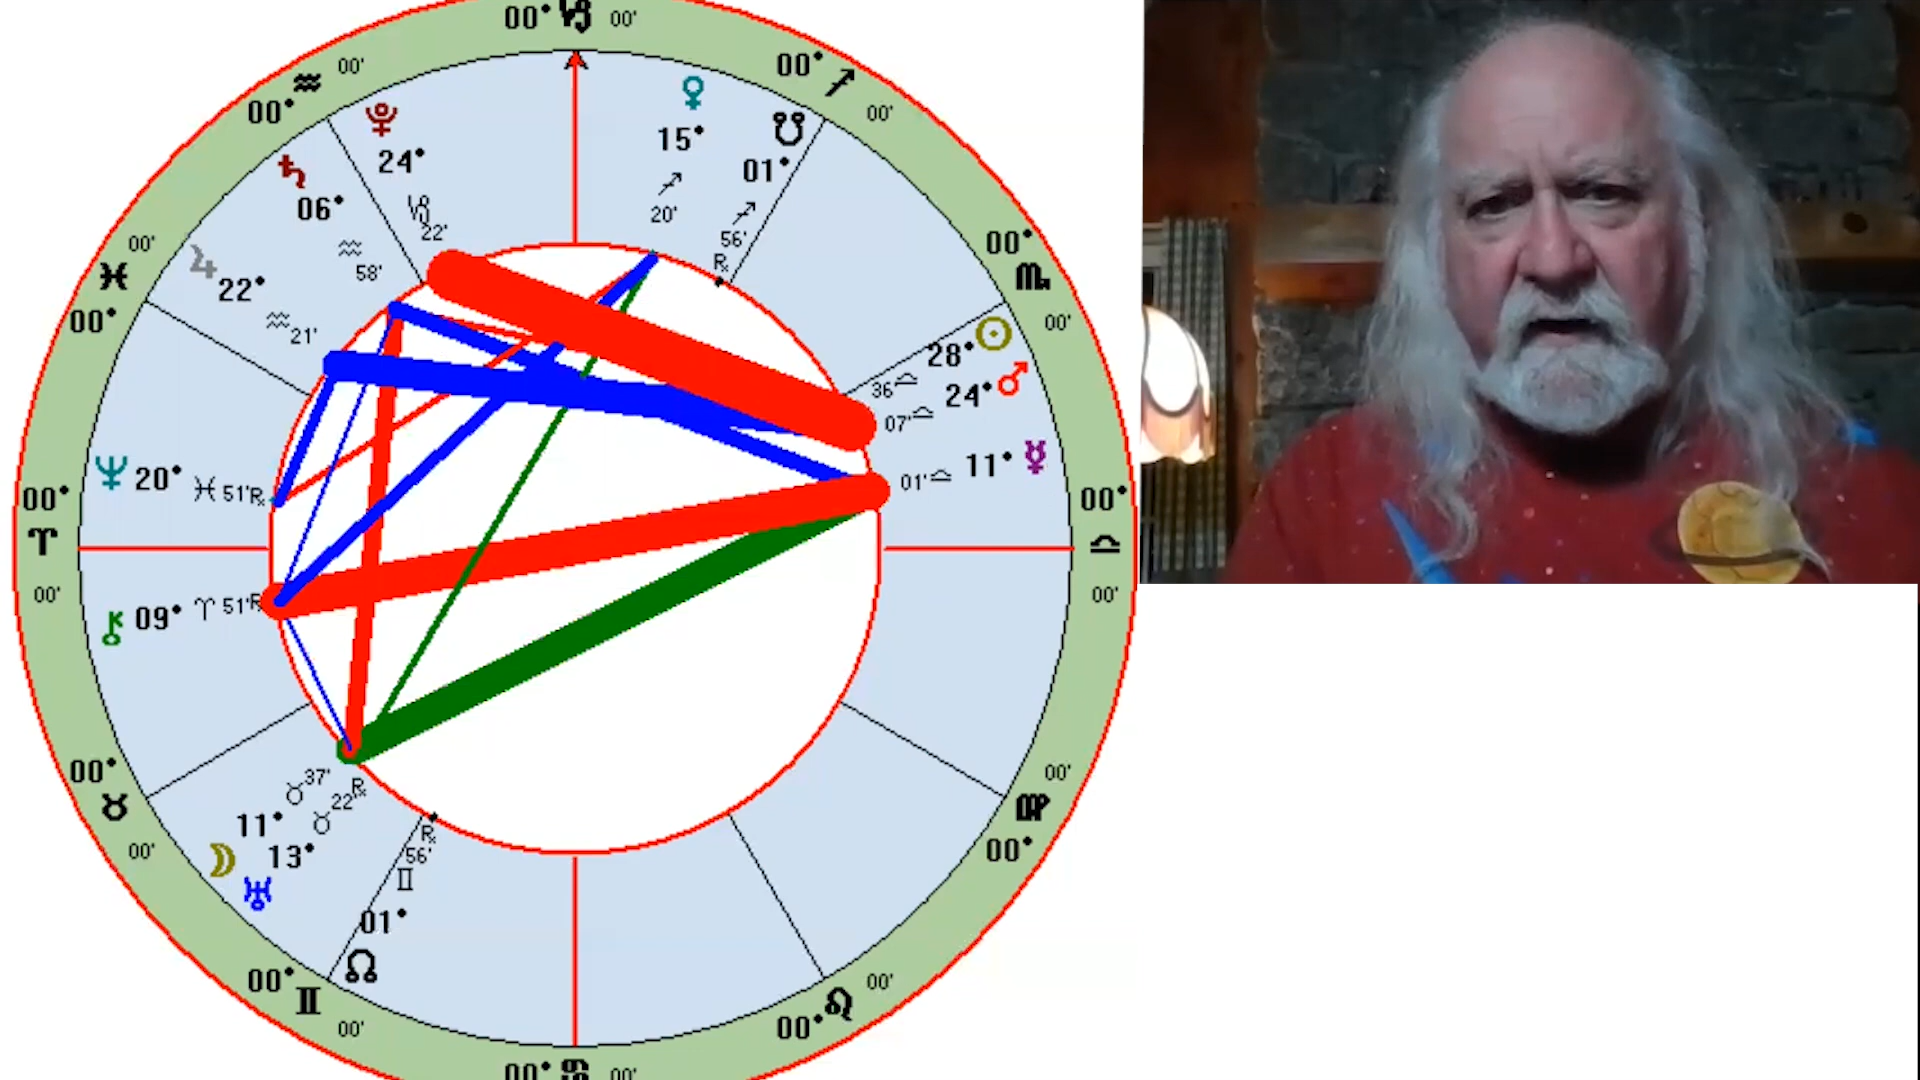 00° ♑ 00'
00° ♐ 00'
00° ♒ 00'
♀ 15° ♐ 20'
☋ 01° ♐ 56' ℞
♇ 24° ♑ 22'
♄ 06° ♒ 58'
♃ 22° ♒ 21'
00' ♓ 00°
00° ♏ 00'
☉ 28° ♎ 36'
♂ 24° ♎ 07'
☿ 11° ♎ 01'
♆ 20° ♓ 51' ℞
00° ♈ 00'
00° ♎ 00'
⚷ 09° ♈ 51' ℞
00° ♉ 00'
☽ 11° ♉ 37'
♅ 13° ♉ 22' ℞
☊ 01° ♊ 56' ℞
00' ♍ 00°
00° ♊ 00'
00° ♌ 00'
00° ♋ 00'